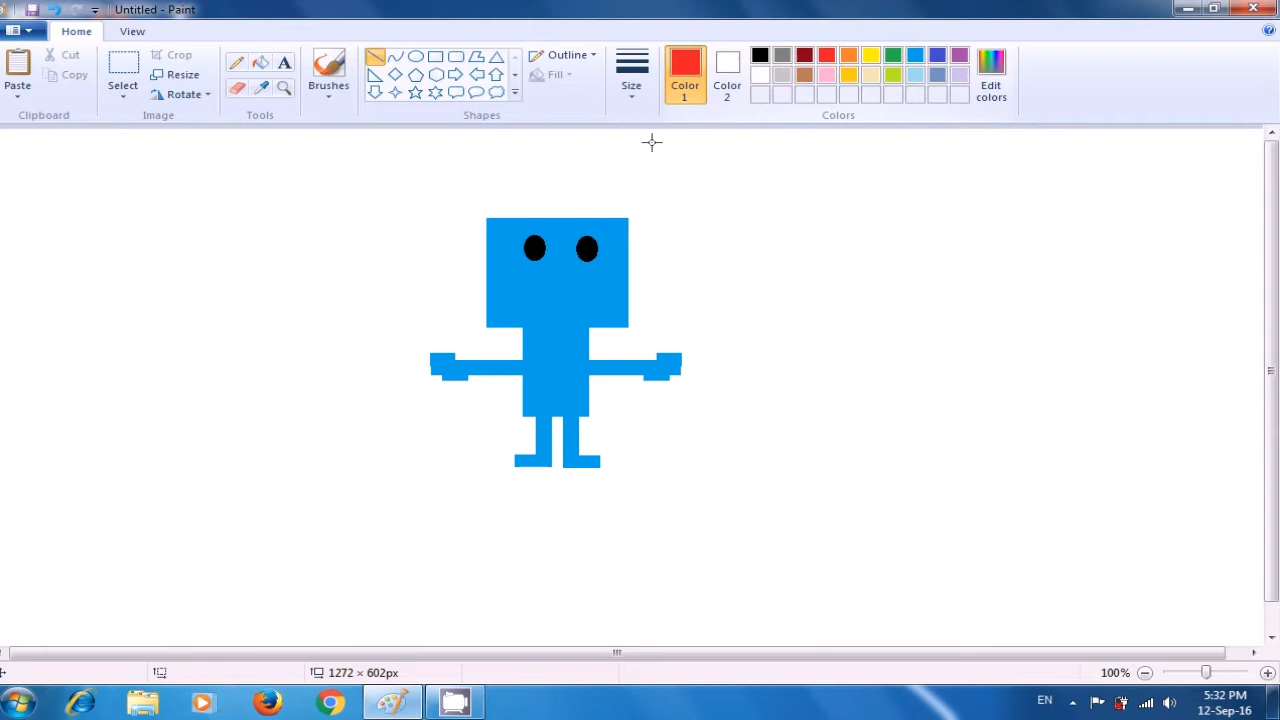 Untitled - Paint
Home View
Paste
Cut
Copy
Clipboard
Select
Crop
Resize
Rotate
Image
A
Tools
Brushes
Outline
Fill
Shapes
Size
Color 1
Color 2
Edit colors
Colors
1272 × 602px
100%
EN
5:32 PM
12-Sep-16